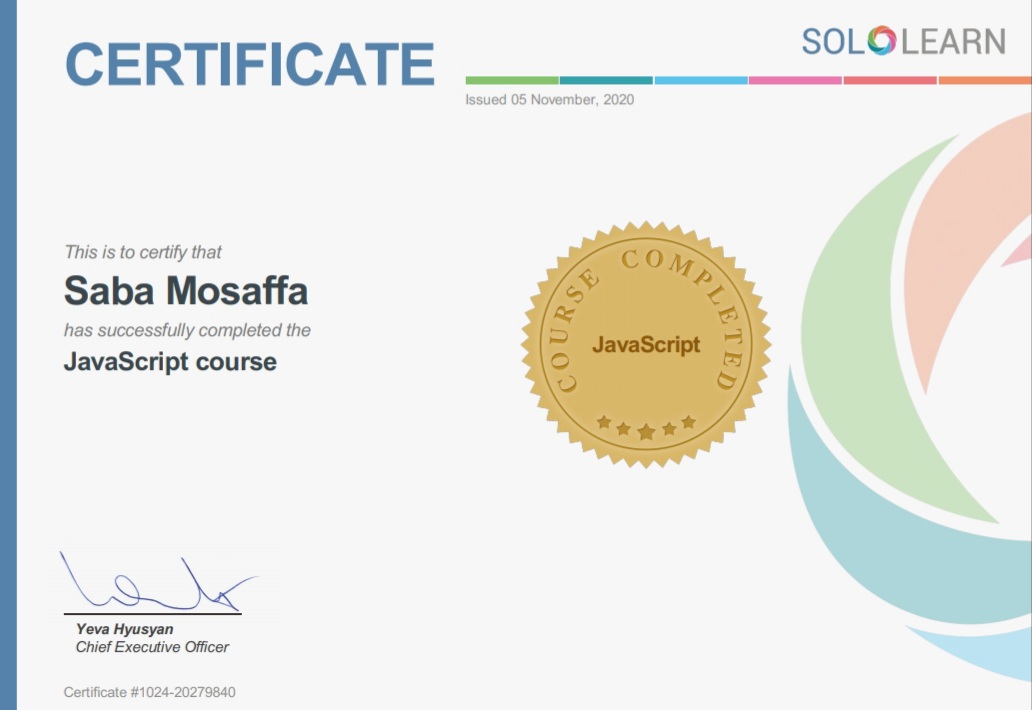 CERTIFICATE
SOLOLEARN
Issued 05 November, 2020
This is to certify that
Saba Mosaffa
has successfully completed the
JavaScript course
COURSE COMPLETED
JavaScript
Yeva Hyusyan
Chief Executive Officer
Certificate #1024-20279840